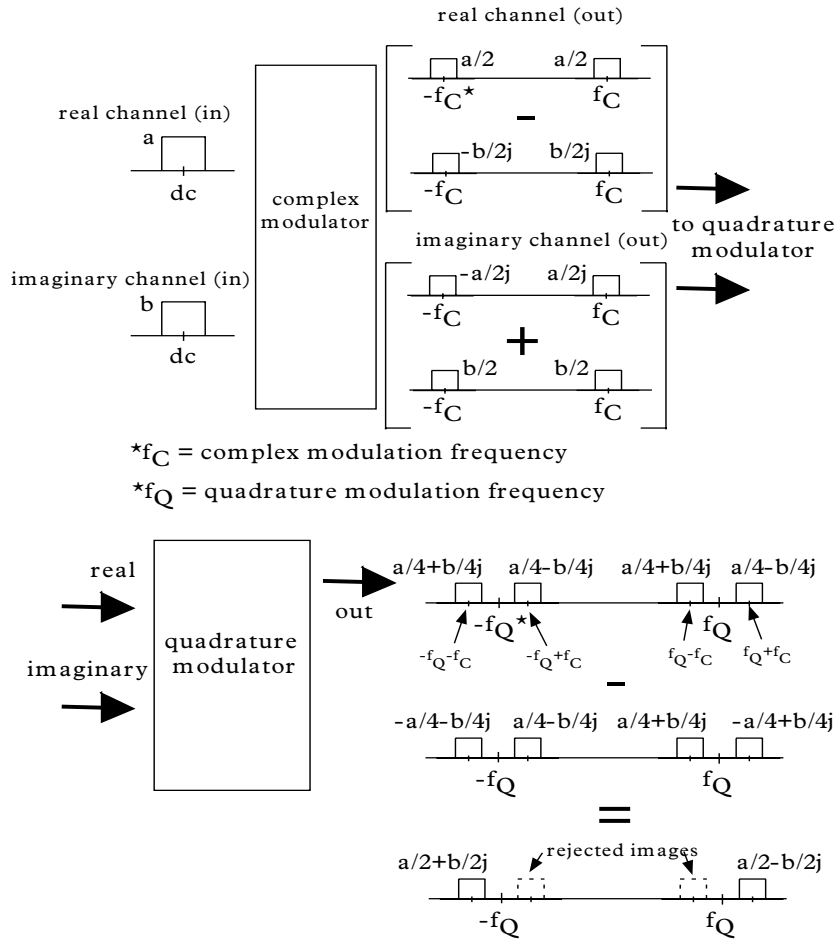 real channel (out)
a/2 a/2
-fC* fC
real channel (in)
a
dc
-
-b/2j b/2j
-fC fC
complex
modulator
to quadrature
modulator
imaginary channel (out)
imaginary channel (in)
b
dc
-a/2j a/2j
-fC fC
+
b/2 b/2
-fC fC
*fC = complex modulation frequency
*fQ = quadrature modulation frequency
real
imaginary
quadrature
modulator
out
a/4+b/4j a/4-b/4j a/4+b/4j a/4-b/4j
-fQ* fQ
-fQ-fC -fQ+fC fQ-fC fQ+fC
-
-a/4-b/4j a/4-b/4j a/4+b/4j -a/4+b/4j
-fQ fQ
=
rejected images
a/2+b/2j a/2-b/2j
-fQ fQ